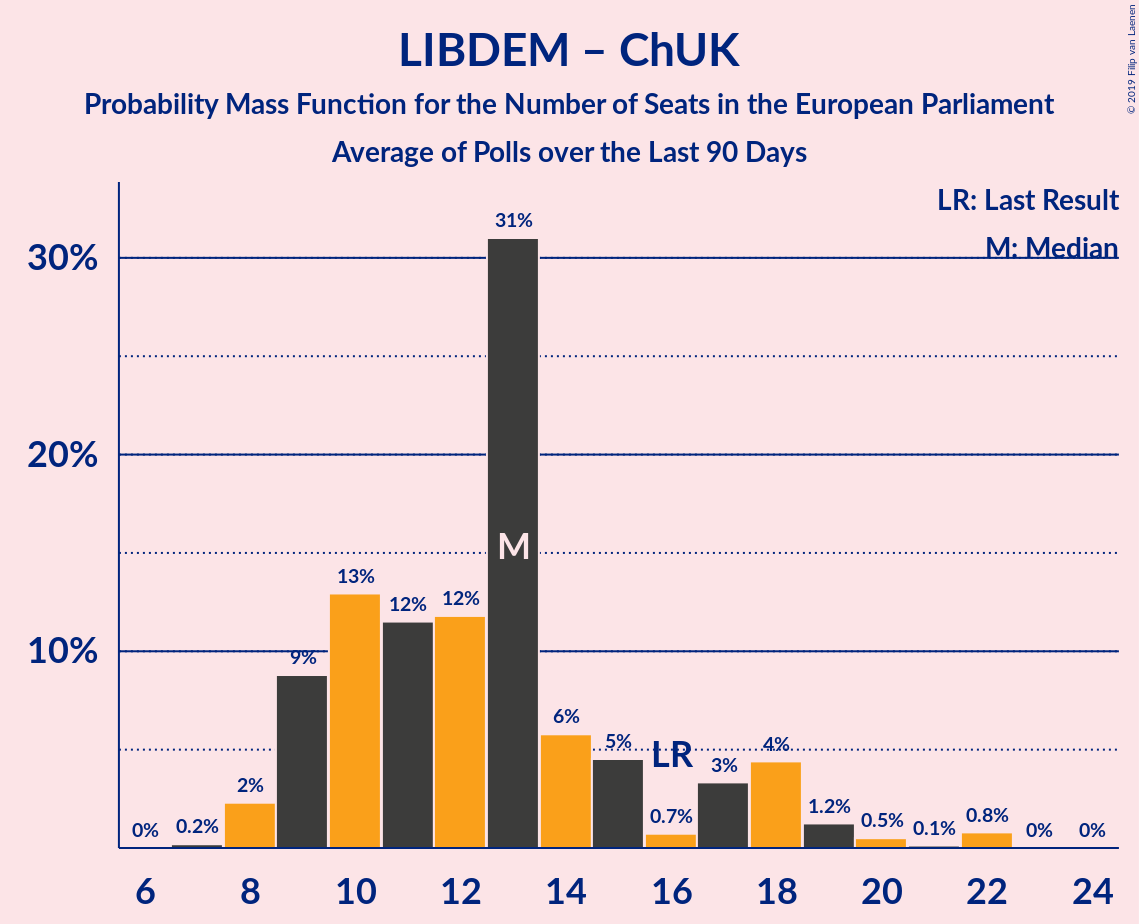 LIBDEM – ChUK
Probability Mass Function for the Number of Seats in the European Parliament
Average of Polls over the Last 90 Days
© 2019 Filip van Laenen
LR: Last Result
M: Median
30%
20%
10%
0%
0.2%
2%
9%
13%
12%
12%
31%
M
6%
5%
LR
0.7%
3%
4%
1.2%
0.5%
0.1%
0.8%
0%
0%
6 8 10 12 14 16 18 20 22 24